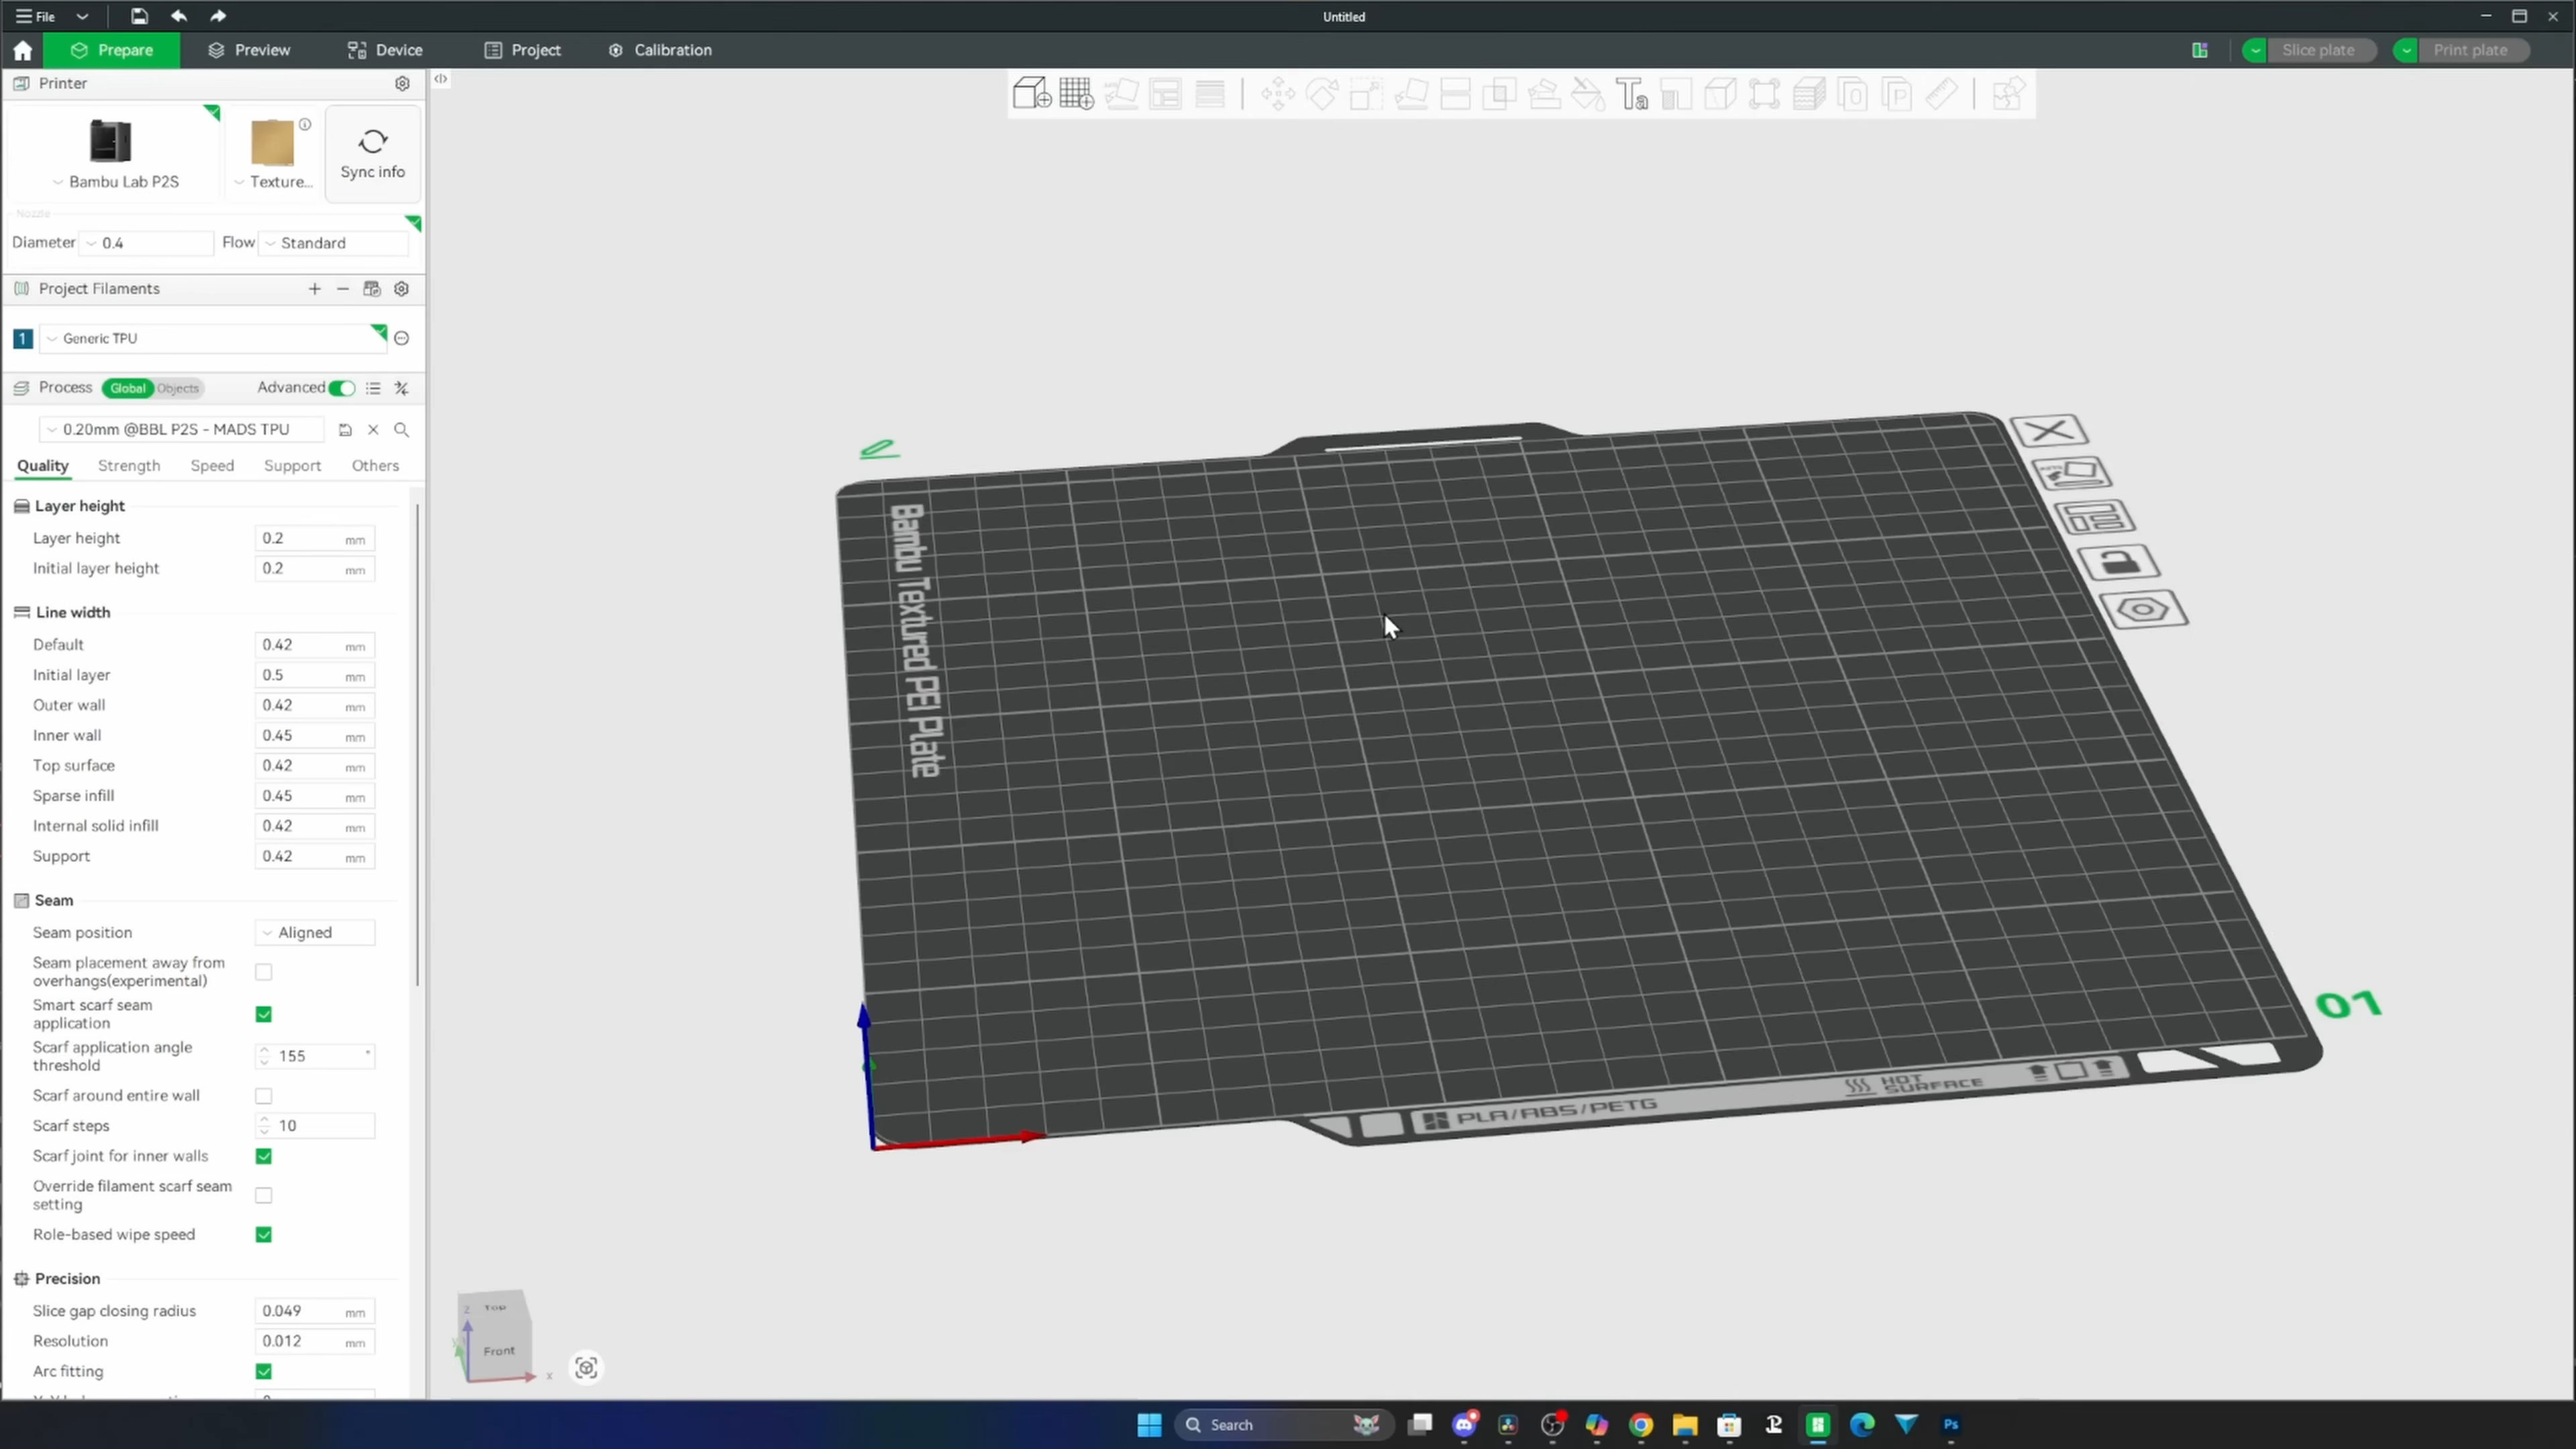 File
Untitled
Prepare Preview Device Project Calibration Slice plate Print plate
Printer
Bambu Lab P2S Texture... Sync info
Nozzle
Diameter 0.4 Flow Standard
Project Filaments
1 Generic TPU
Process Global Objects Advanced
0.20mm @BBL P2S - MADS TPU
Quality Strength Speed Support Others
Layer height
Layer height 0.2 mm
Initial layer height 0.2 mm
Line width
Default 0.42 mm
Initial layer 0.5 mm
Outer wall 0.42 mm
Inner wall 0.45 mm
Top surface 0.42 mm
Sparse infill 0.45 mm
Internal solid infill 0.42 mm
Support 0.42 mm
Seam
Seam position Aligned
Seam placement away from
overhangs(experimental)
Smart scarf seam
application
Scarf application angle
threshold 155 °
Scarf around entire wall
Scarf steps 10
Scarf joint for inner walls
Override filament scarf seam
setting
Role-based wipe speed
Precision
Slice gap closing radius 0.049 mm
Resolution 0.012 mm
Arc fitting
Bambu Textured PEI Plate
01
PLA/ABS/PETG
HOT
SURFACE
Top
Z
Front
x
Search
Ps